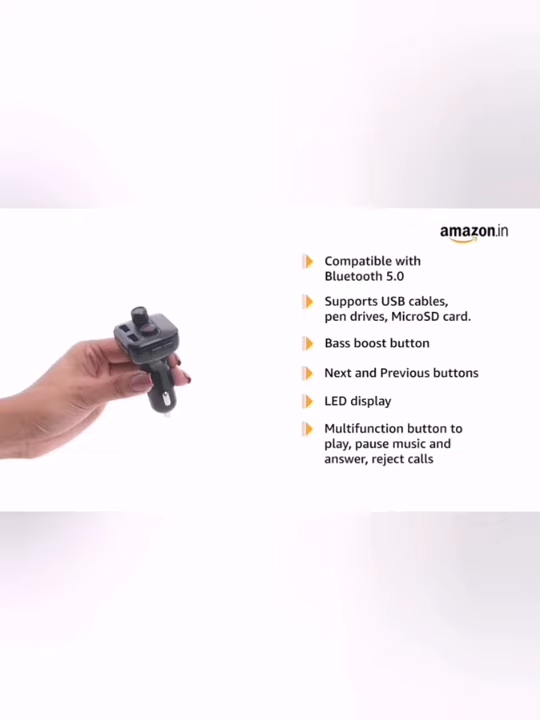 amazon.in
Compatible with
Bluetooth 5.0
Supports USB cables,
pen drives, MicroSD card.
Bass boost button
Next and Previous buttons
LED display
Multifunction button to
play, pause music and
answer, reject calls